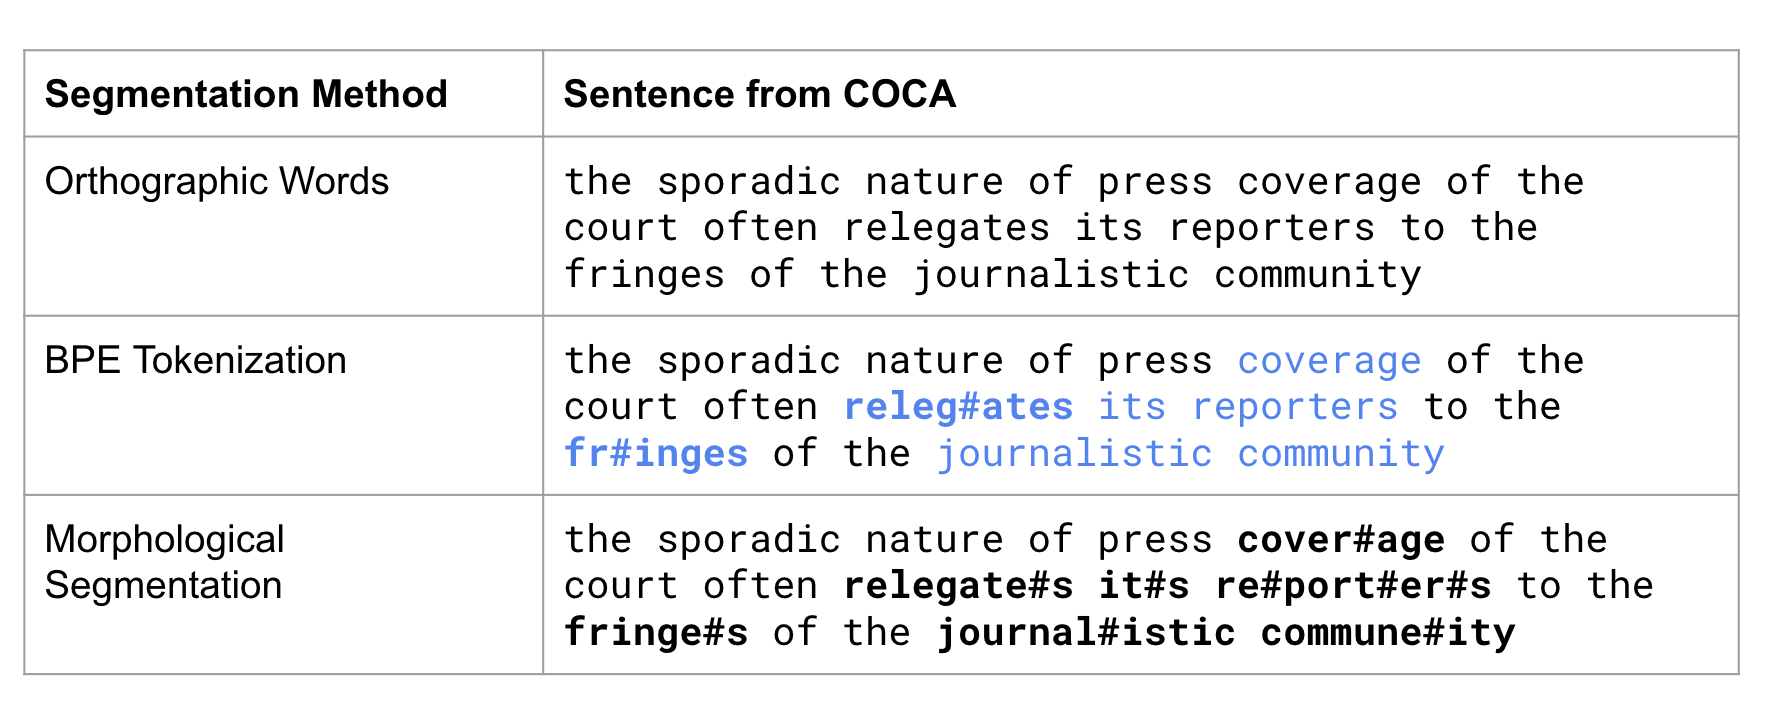 Segmentation Method
Sentence from COCA
Orthographic Words
the sporadic nature of press coverage of the
court often relegates its reporters to the
fringes of the journalistic community
BPE Tokenization
the sporadic nature of press coverage of the
court often releg#ates its reporters to the
fr#inges of the journalistic community
Morphological
Segmentation
the sporadic nature of press cover#age of the
court often relegate#s it#s re#port#er#s to the
fringe#s of the journal#istic commune#ity